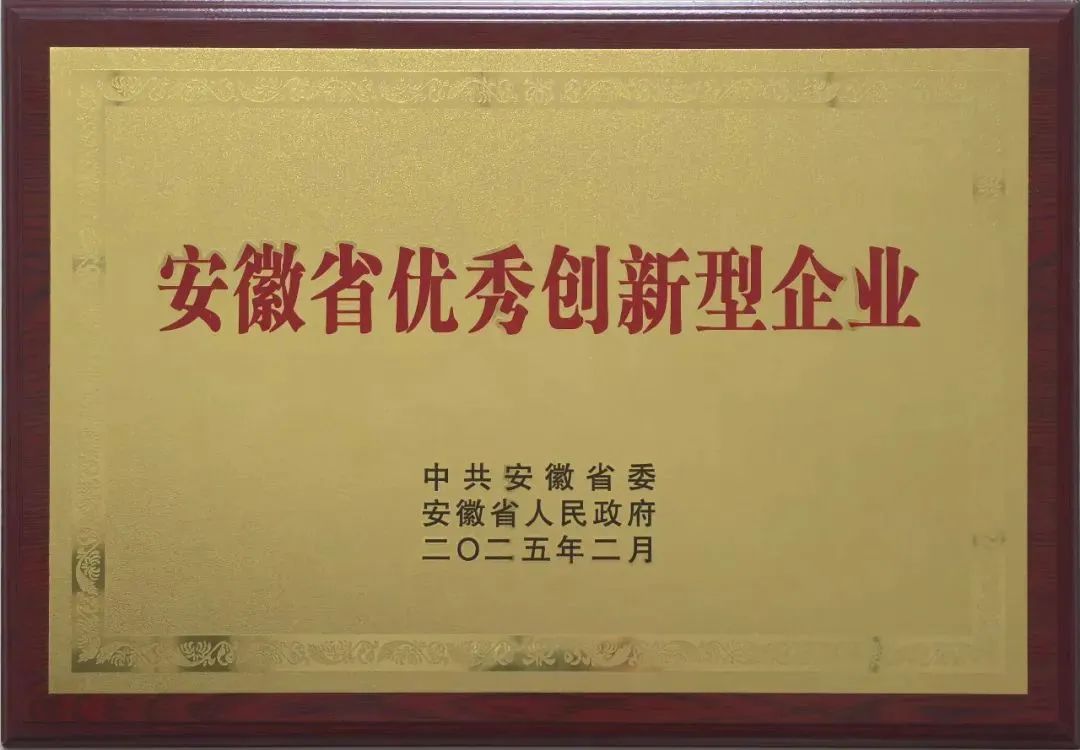 安徽省优秀创新型企业
中共安徽省委
安徽省人民政府
二〇二五年二月